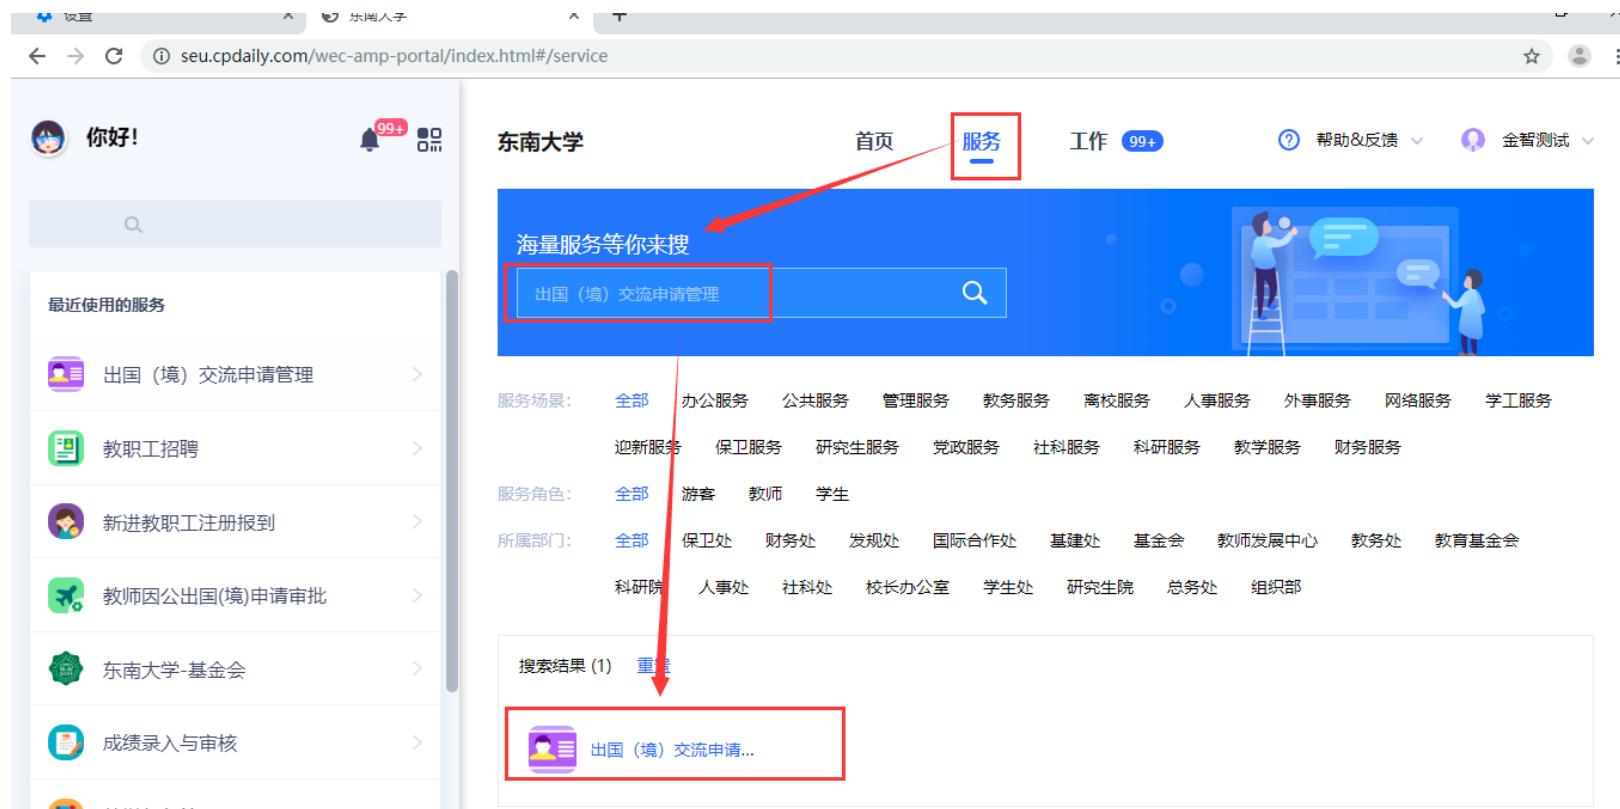 设置
东南大学
seu.cpdaily.com/wec-amp-portal/index.html#/service
你好!
99+
最近使用的服务
出国（境）交流申请管理
教职工招聘
新进教职工注册报到
教师因公出国(境)申请审批
东南大学-基金会
成绩录入与审核
东南大学 首页 服务 工作 99+ 帮助&反馈 金智测试
海量服务等你来搜
出国（境）交流申请管理
服务场景: 全部 办公服务 公共服务 管理服务 教务服务 离校服务 人事服务 外事服务 网络服务 学工服务
迎新服务 保卫服务 研究生服务 党政服务 社科服务 科研服务 教学服务 财务服务
服务角色: 全部 游客 教师 学生
所属部门: 全部 保卫处 财务处 发规处 国际合作处 基建处 基金会 教师发展中心 教务处 教育基金会
科研院 人事处 社科处 校长办公室 学生处 研究生院 总务处 组织部
搜索结果 (1) 重置
出国（境）交流申请...